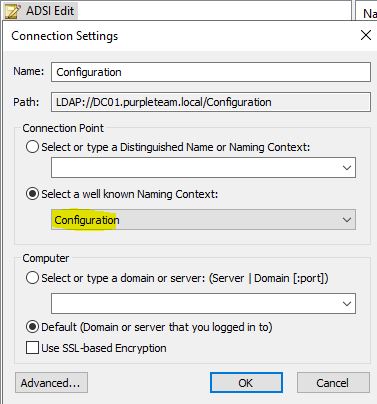 ADSI Edit
Na
Connection Settings
Name: Configuration
Path: LDAP://DC01.purpleteam.local/Configuration
Connection Point
Select or type a Distinguished Name or Naming Context:
Select a well known Naming Context:
Configuration
Computer
Select or type a domain or server: (Server | Domain [:port])
Default (Domain or server that you logged in to)
Use SSL-based Encryption
Advanced... OK Cancel